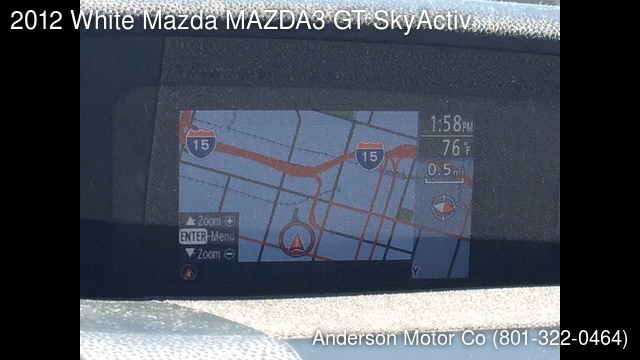 2012 White Mazda MAZDA3 GT SkyActiv
1:58PM
76°F
0.5mi
15
15
▲ Zoom +
ENTER-Menu
▼ Zoom −
Y
Anderson Motor Co (801-322-0464)